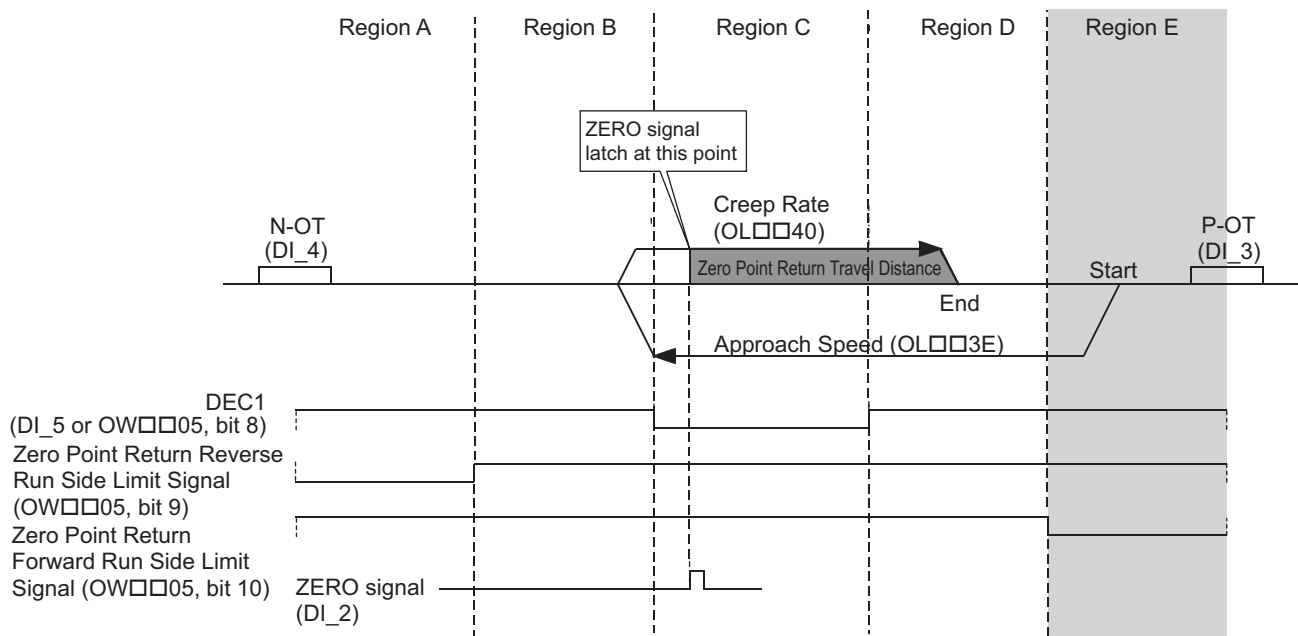 Region A
Region B
Region C
Region D
Region E
ZERO signal
latch at this point
Creep Rate
(OL□□40)
N-OT
(DI_4)
P-OT
(DI_3)
Zero Point Return Travel Distance
Start
End
Approach Speed (OL□□3E)
DEC1
(DI_5 or OW□□05, bit 8)
Zero Point Return Reverse
Run Side Limit Signal
(OW□□05, bit 9)
Zero Point Return
Forward Run Side Limit
Signal (OW□□05, bit 10)
ZERO signal
(DI_2)